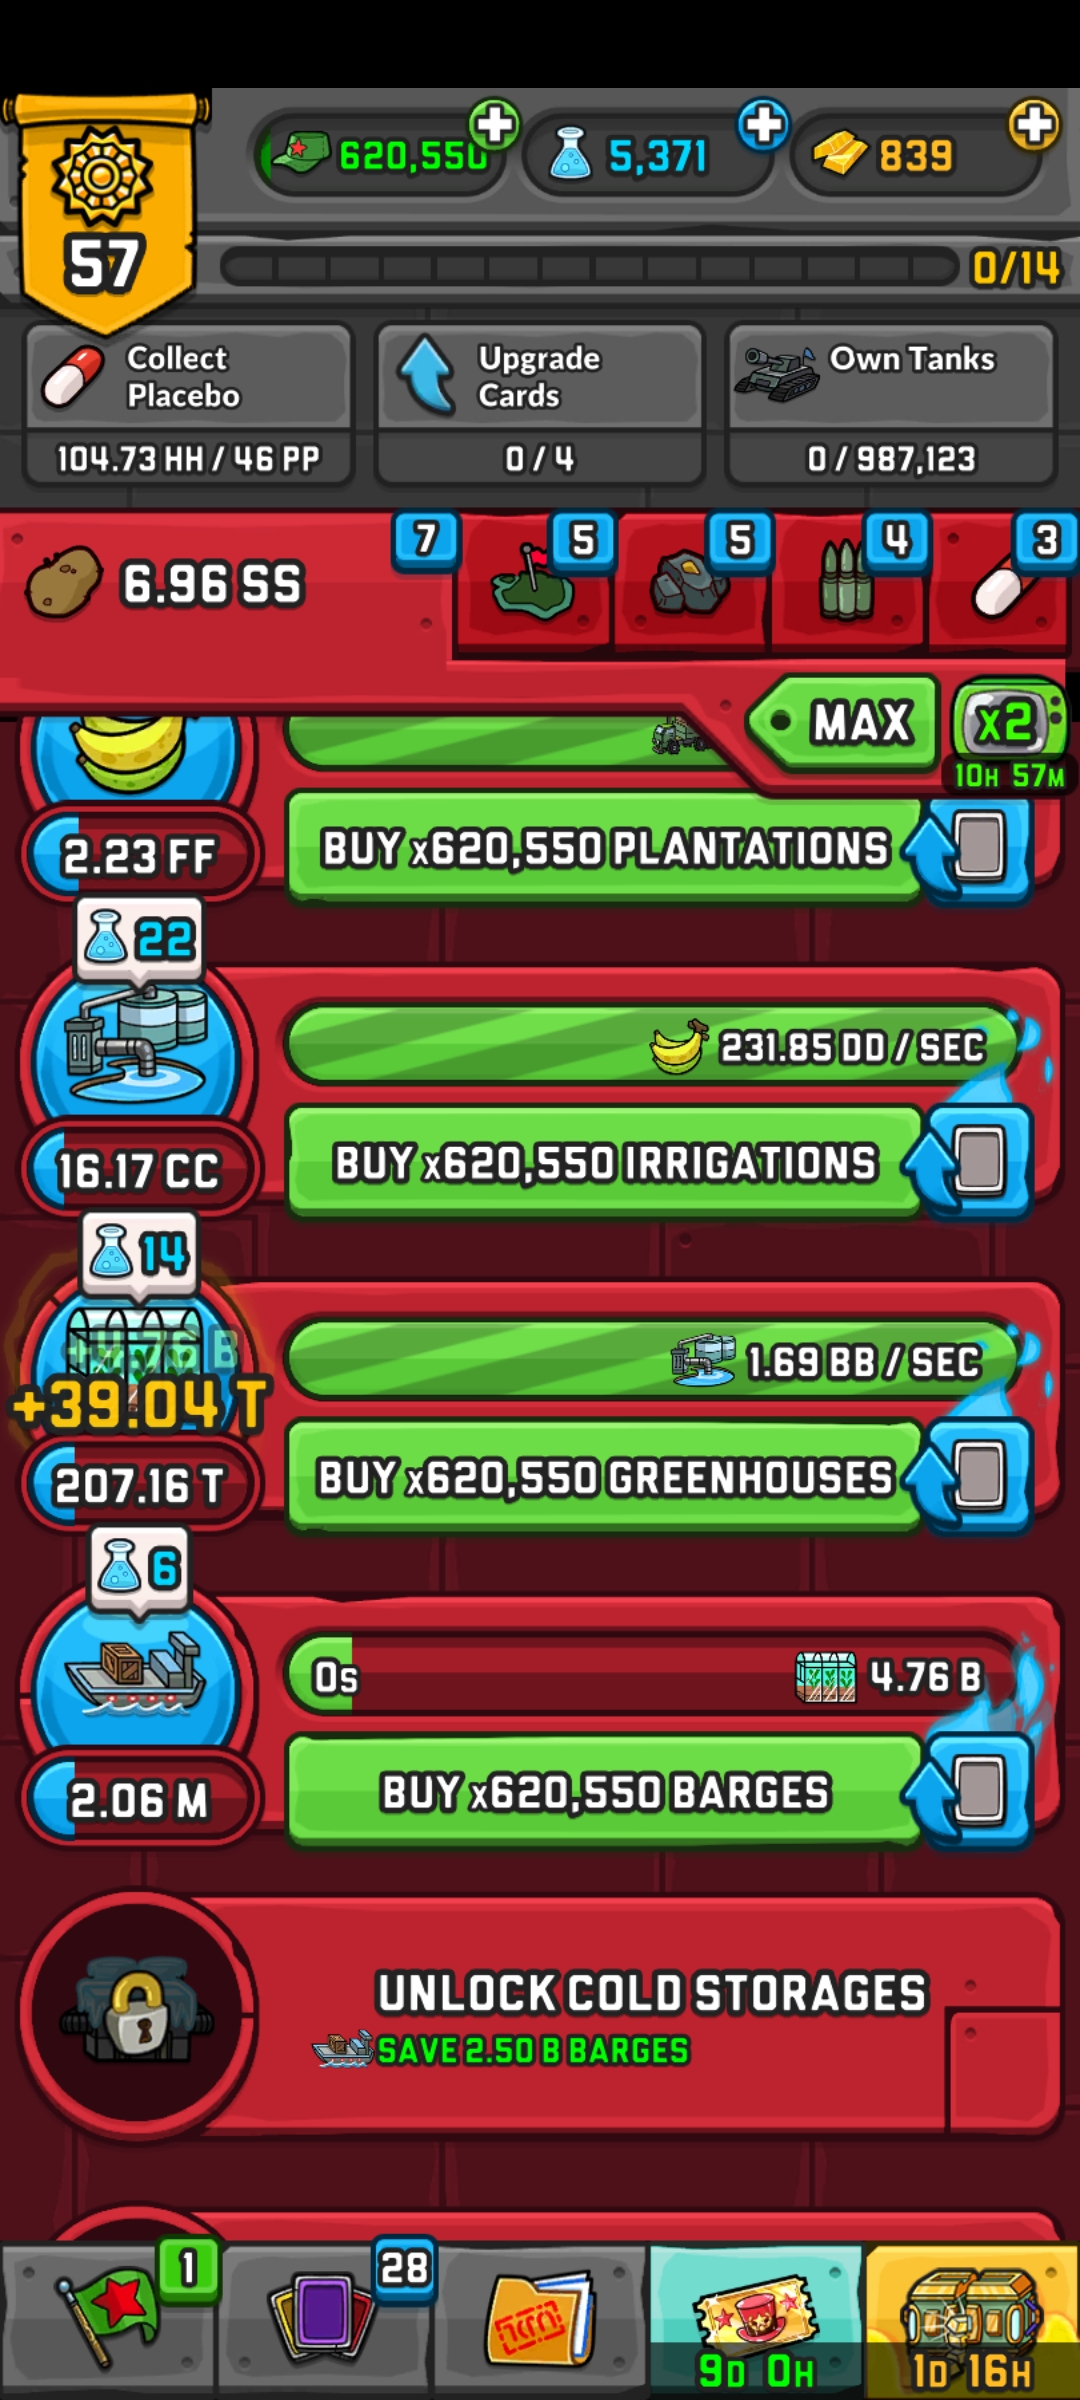 620,550
5,371
839
57
0/14
Collect
Placebo
104.73 HH / 46 PP
Upgrade
Cards
0 / 4
Own Tanks
0 / 987,123
6.96 SS
7
5
5
4
3
MAX
x2
10H 57M
2.23 FF
BUY x620,550 PLANTATIONS
22
231.85 DD / SEC
16.17 CC
BUY x620,550 IRRIGATIONS
14
+4.76 B
+39.04 T
1.69 BB / SEC
207.16 T
BUY x620,550 GREENHOUSES
6
0s
4.76 B
2.06 M
BUY x620,550 BARGES
UNLOCK COLD STORAGES
SAVE 2.50 B BARGES
1
28
9D 0H
1D 16H